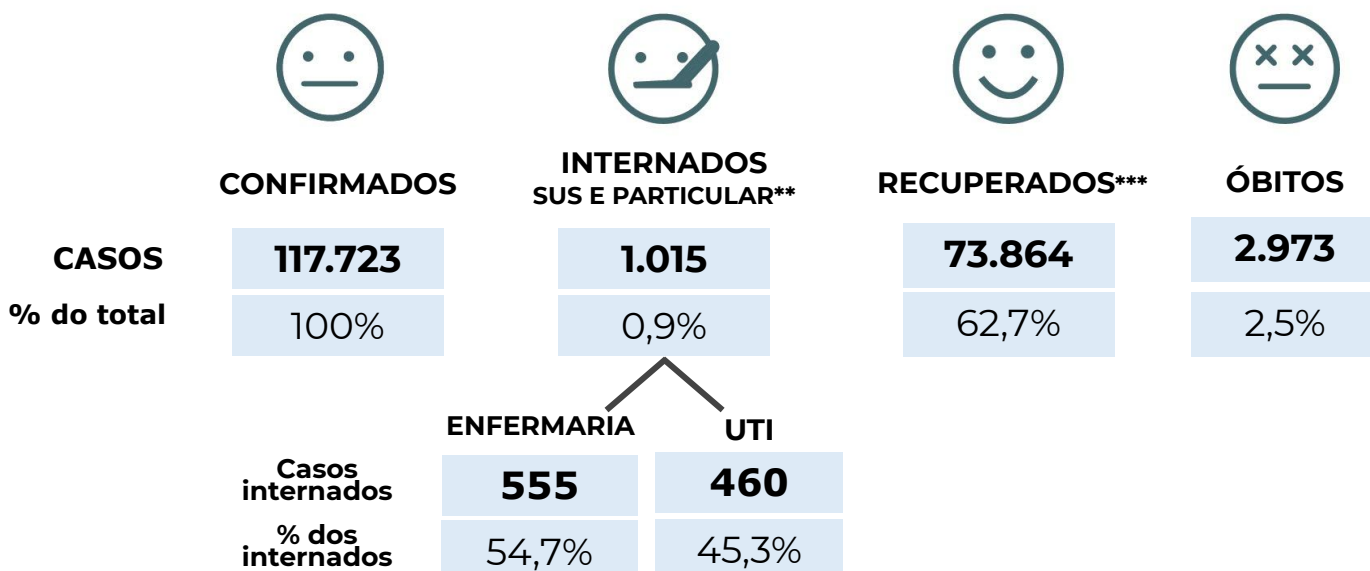 CONFIRMADOS
INTERNADOS
SUS E PARTICULAR**
RECUPERADOS***
ÓBITOS
CASOS
117.723
1.015
73.864
2.973
% do total
100%
0,9%
62,7%
2,5%
ENFERMARIA
UTI
Casos
internados
555
460
% dos
internados
54,7%
45,3%